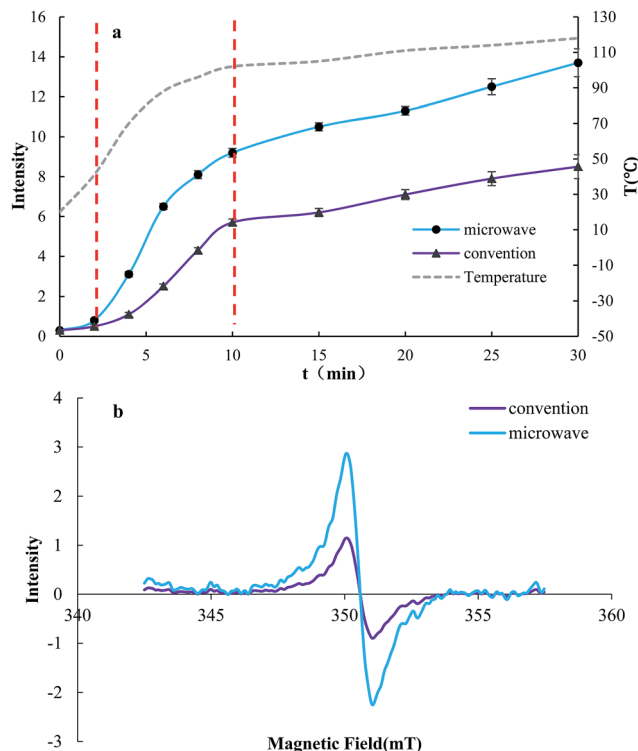 a
16
14
12
10
8
6
4
2
0
Intensity
130
110
90
70
50
30
10
-10
-30
-50
T(℃)
microwave
convention
Temperature
0 5 10 15 20 25 30
t（min）
b
4
3
2
1
0
-1
-2
-3
Intensity
convention
microwave
340 345 350 355 360
Magnetic Field(mT)